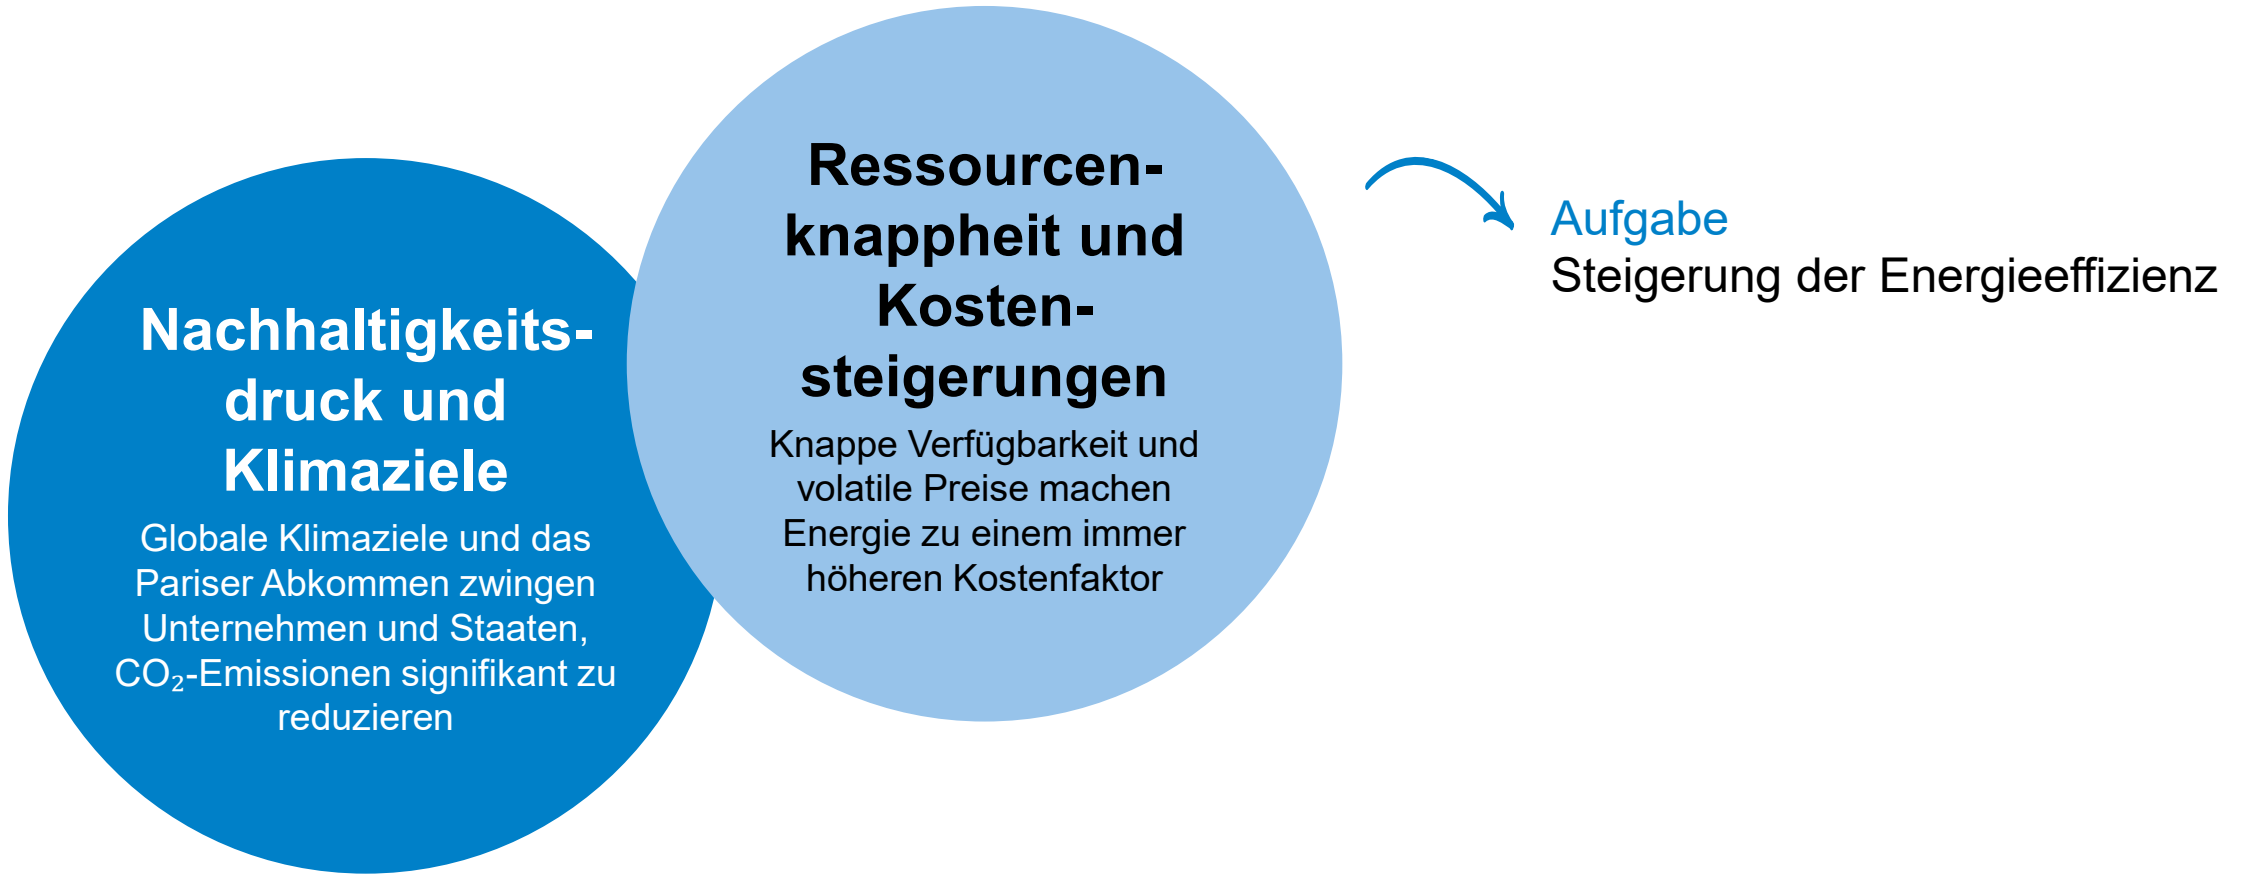 Nachhaltigkeits-
druck und
Klimaziele
Globale Klimaziele und das
Pariser Abkommen zwingen
Unternehmen und Staaten,
CO₂-Emissionen signifikant zu
reduzieren
Ressourcen-
knappheit und
Kosten-
steigerungen
Knappe Verfügbarkeit und
volatile Preise machen
Energie zu einem immer
höheren Kostenfaktor
Aufgabe
Steigerung der Energieeffizienz